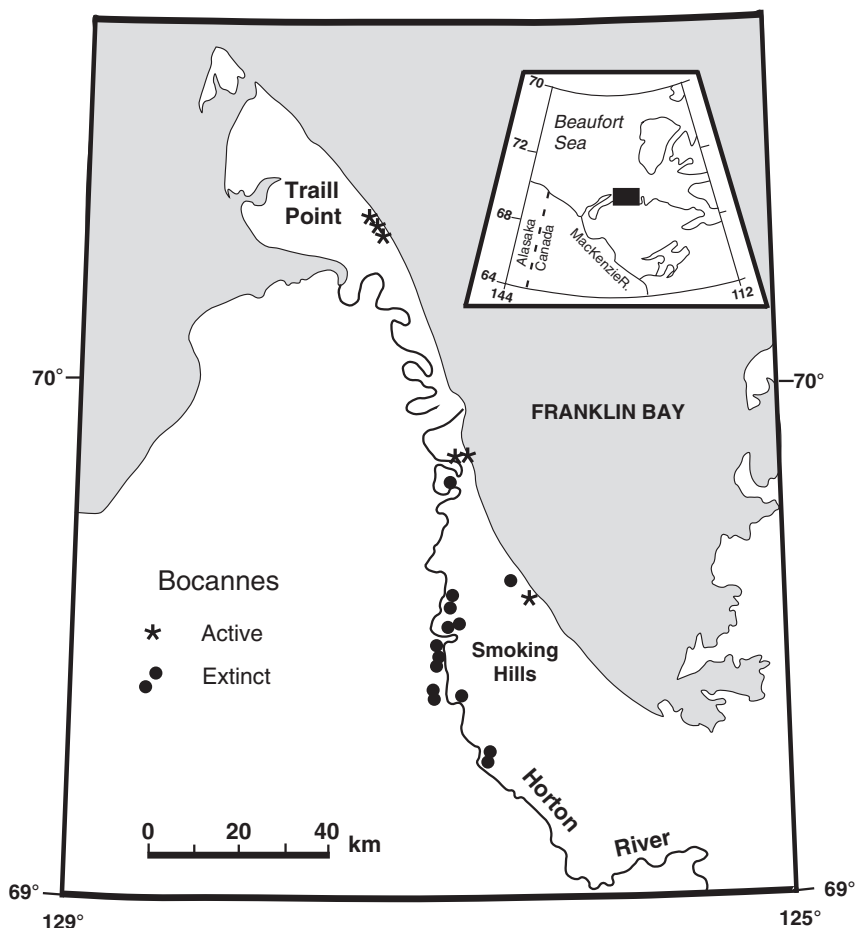 70
Beaufort
Sea
72
68
Alasaka
Canada
MacKenzieR.
64
144
112
Traill
Point
70°
70°
FRANKLIN BAY
Bocannes
Active
Extinct
Smoking
Hills
Horton
River
0 20 40
km
69°
69°
129°
125°